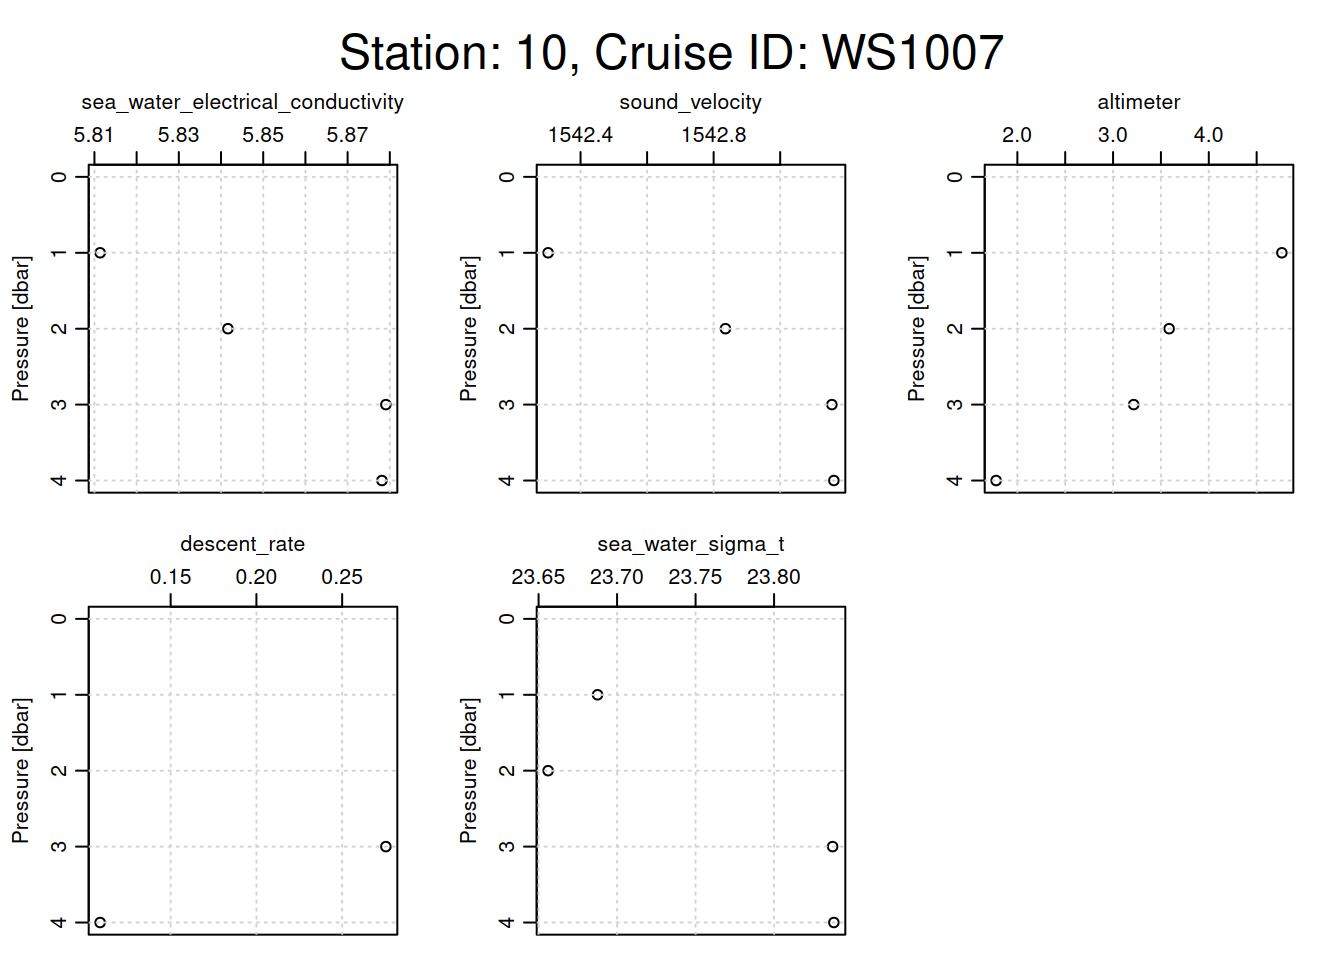 Station: 10, Cruise ID: WS1007
sea_water_electrical_conductivity
5.81 5.83 5.85 5.87
0
1
2
3
4
Pressure [dbar]
sound_velocity
1542.4 1542.8
0
1
2
3
4
Pressure [dbar]
altimeter
2.0 3.0 4.0
0
1
2
3
4
Pressure [dbar]
descent_rate
0.15 0.20 0.25
0
1
2
3
4
Pressure [dbar]
sea_water_sigma_t
23.65 23.70 23.75 23.80
0
1
2
3
4
Pressure [dbar]